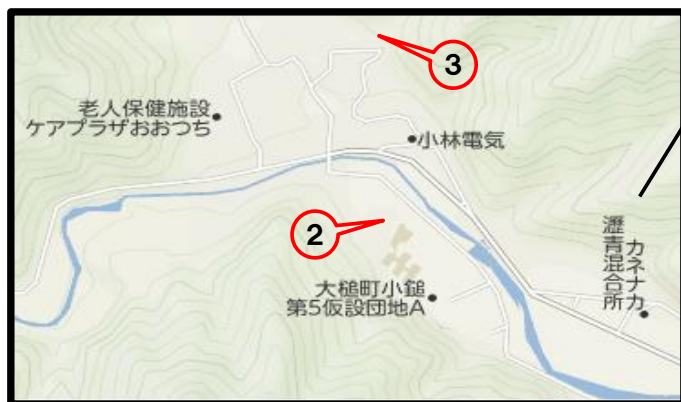 3
老人保健施設
ケアプラザおおつち
小林電気
2
大槌町小鎚
第5仮設団地A
カネナカ
瀝青混合所